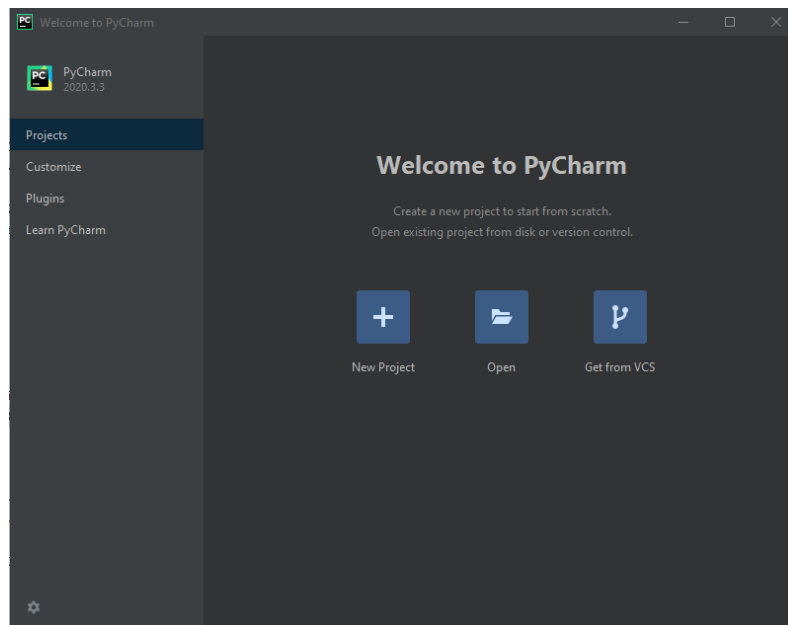 PC Welcome to PyCharm
PC PyCharm
2020.3.3
Projects
Customize
Plugins
Learn PyCharm
Welcome to PyCharm
Create a new project to start from scratch.
Open existing project from disk or version control.
New Project Open Get from VCS